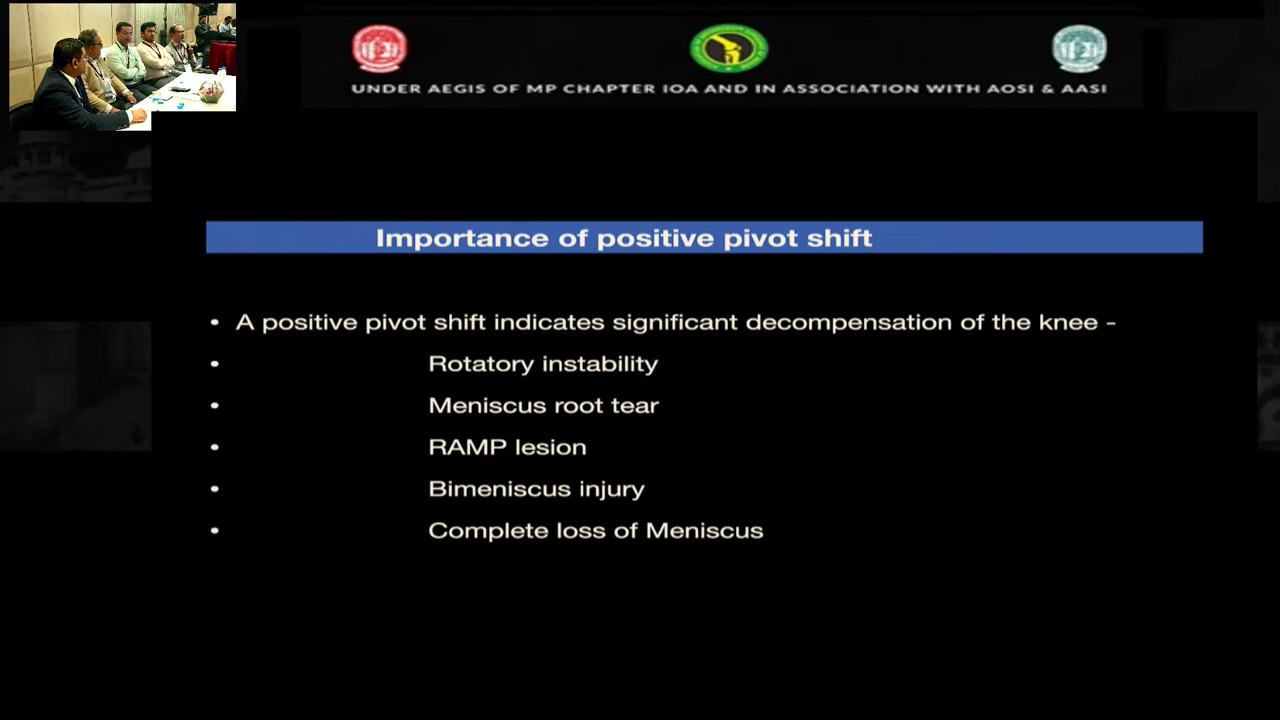 UNDER AEGIS OF MP CHAPTER IOA AND IN ASSOCIATION WITH AOSI & AASI
Importance of positive pivot shift
• A positive pivot shift indicates significant decompensation of the knee -
• Rotatory instability
• Meniscus root tear
• RAMP lesion
• Bimeniscus injury
• Complete loss of Meniscus